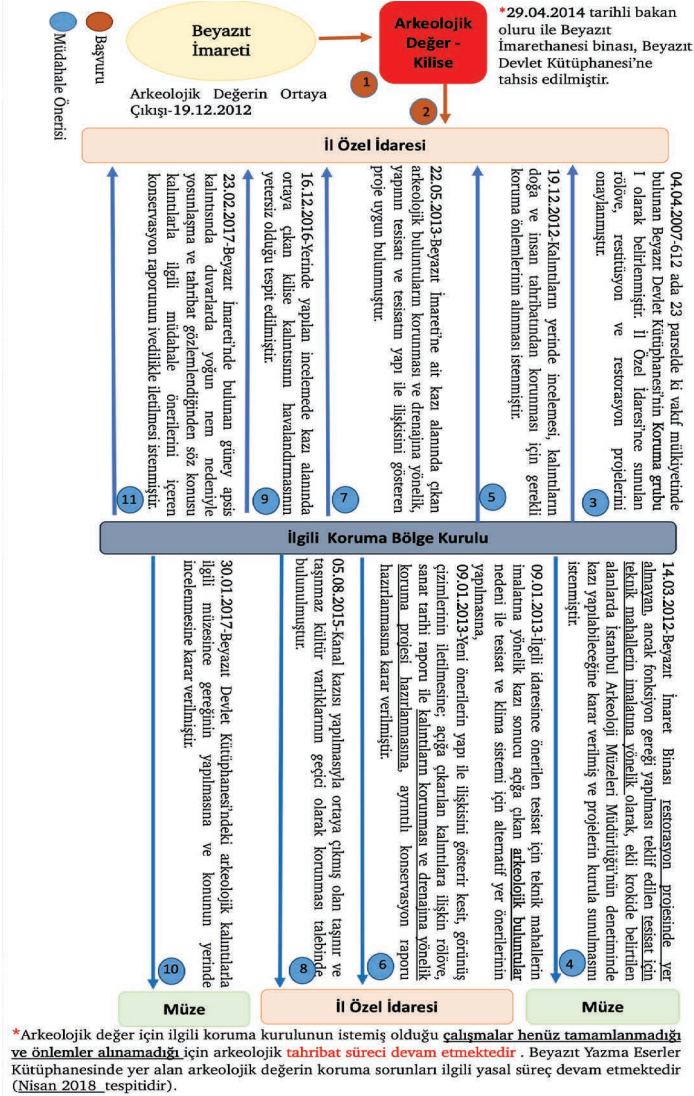 Müdahale Önerisi
Başvuru
Beyazıt
İmareti
Arkeolojik
Değer -
Kilise
*29.04.2014 tarihli bakan
oluru ile Beyazıt
İmarethanesi binası, Beyazıt
Devlet Kütüphanesi'ne
tahsis edilmiştir.
Arkeolojik Değerin Ortaya
Çıkışı-19.12.2012
1
2
İl Özel İdaresi
04.04.2007-612 ada 23 parselde ki vakıf mülkiyetinde
bulunan Beyazıt Devlet Kütüphanesi'nin Koruma grubu
I olarak belirlenmiştir. İl Özel İdaresi'nce sunulan
rölöve, restitüsyon ve restorasyon projelerini
onaylanmıştır.
3
19.12.2012-Kalıntıların yerinde incelemesi, kalıntıların
doğa ve insan tahribatından korunması için gerekli
koruma önlemlerinin alınması istenmiştir.
5
22.05.2013-Beyazıt İmareti'ne ait kazı alanında çıkan
arkeolojik buluntuların korunması ve drenajına yönelik,
yapının tesisatı ve tesisatın yapı ile ilişkisini gösteren
proje uygun bulunmuştur.
7
16.12.2016-Yerinde yapılan incelemede kazı alanında
ortaya çıkan kilise kalıntısının havalandırmasının
yetersiz olduğu tespit edilmiştir.
9
23.02.2017-Beyazıt İmareti'nde bulunan güney apsis
kalıntısında duvarlarda yoğun nem nedeniyle
yosunlaşma ve tahribat gözlemlendiğinden söz konusu
kalıntılarla ilgili müdahale önerilerini içeren
konservasyon raporunun ivedilikle iletilmesi istenmiştir.
11
İlgili Koruma Bölge Kurulu
14.03.2012-Beyazıt İmaret Binası restorasyon projesinde yer
almayan, ancak fonksiyon gereği yapılması teklif edilen tesisat için
teknik mahallerin imalatına yönelik olarak, ekli krokide belirtilen
alanlarda İstanbul Arkeoloji Müzeleri Müdürlüğü'nün denetiminde
kazı yapılabileceğine karar verilmiş ve projelerin kurula sunulmasını
istenmiştir.
4
09.01.2013-İlgili idaresince önerilen tesisat için teknik mahallerin
imalatına yönelik kazı sonucu açığa çıkan arkeolojik buluntular
nedeni ile tesisat ve klima sistemi için alternatif yer önerilerinin
yapılmasına,
09.01.2013-Yeni önerilerin yapı ile ilişkisini gösterir kesit, görünüş
çizimlerinin iletilmesine; açığa çıkarılan kalıntılara ilişkin rölöve,
sanat tarihi raporu ile kalıntıların korunması ve drenajına yönelik
koruma projesi hazırlanmasına, ayrıntılı konservasyon raporu
hazırlanmasına karar verilmiştir.
6
05.08.2015-Kanal kazısı yapılmasıyla ortaya çıkmış olan taşınır ve
taşınmaz kültür varlıklarının geçici olarak korunması talebinde
bulunulmuştur.
8
30.01.2017-Beyazıt Devlet Kütüphanesi'ndeki arkeolojik kalıntılarla
ilgili müzesince gereğinin yapılmasına ve konunun yerinde
incelenmesine karar verilmiştir.
10
Müze
İl Özel İdaresi
Müze
*Arkeolojik değer için ilgili koruma kurulunun istemiş olduğu çalışmalar henüz tamamlanmadığı
ve önlemler alınamadığı için arkeolojik tahribat süreci devam etmektedir . Beyazıt Yazma Eserler
Kütüphanesinde yer alan arkeolojik değerin koruma sorunları ilgili yasal süreç devam etmektedir
(Nisan 2018 tespitidir).